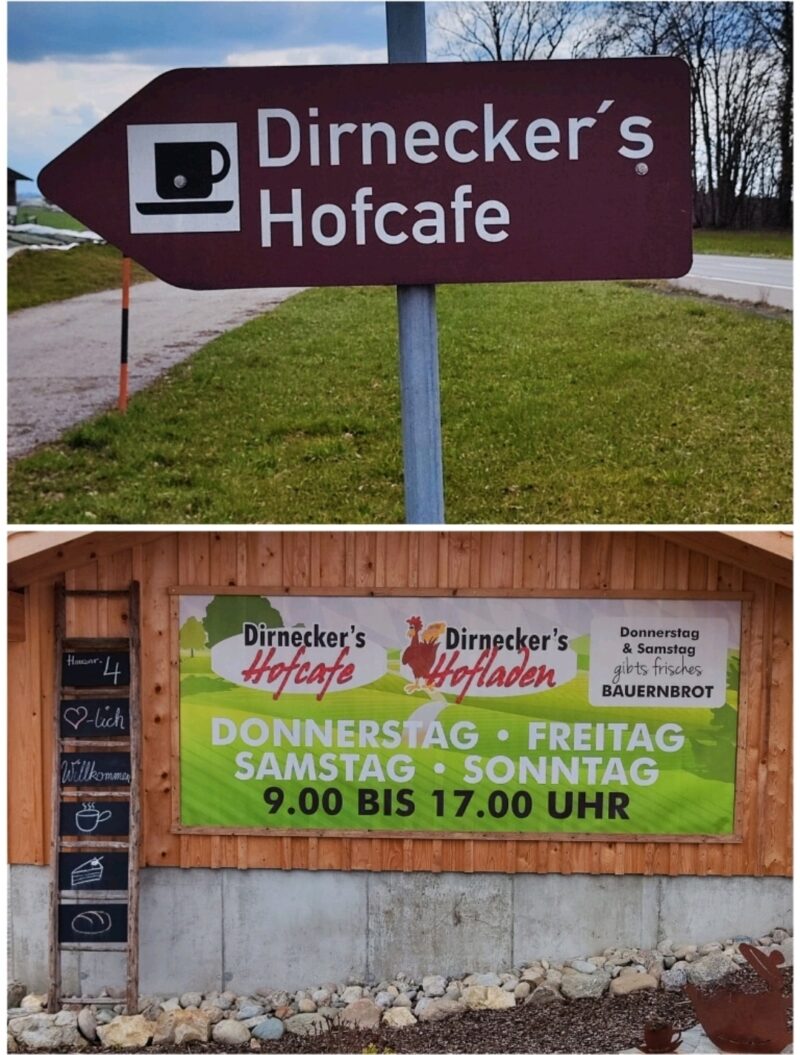 Dirnecker´s
Hofcafe
Hausnr. 4
♡-lich
Willkommen
Dirnecker's
Hofcafe
Dirnecker's
Hofladen
Donnerstag
& Samstag
gibts frisches
BAUERNBROT
DONNERSTAG • FREITAG
SAMSTAG • SONNTAG
9.00 BIS 17.00 UHR